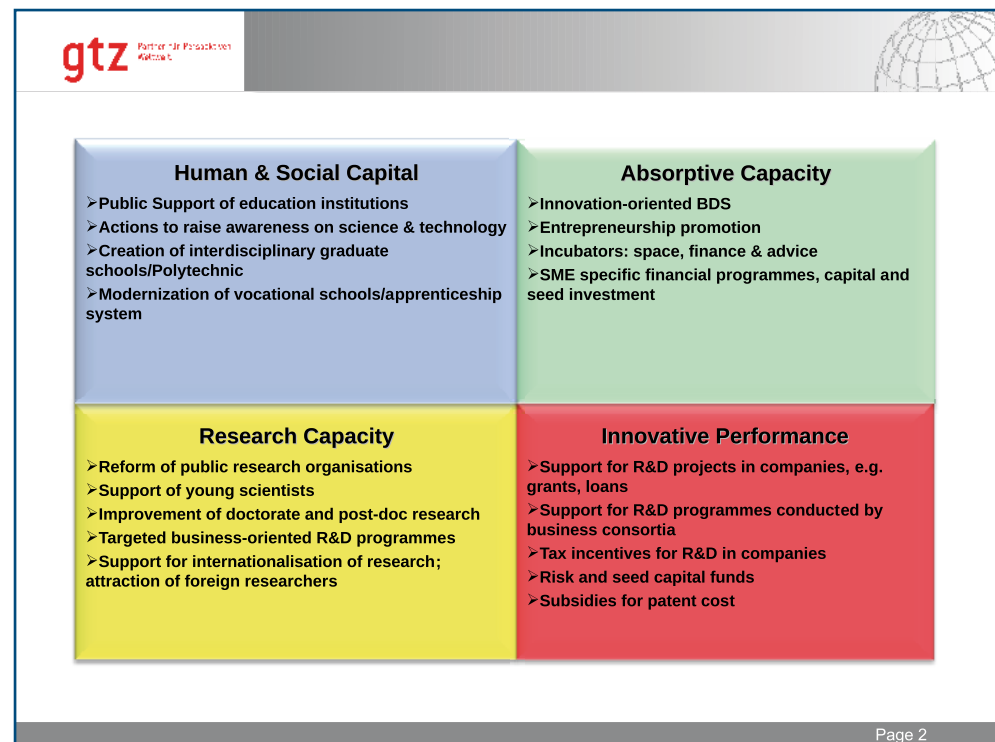 gtz
Partner für Perspektiven
Weltweit.
Human & Social Capital
➢Public Support of education institutions
➢Actions to raise awareness on science & technology
➢Creation of interdisciplinary graduate
schools/Polytechnic
➢Modernization of vocational schools/apprenticeship
system
Absorptive Capacity
➢Innovation-oriented BDS
➢Entrepreneurship promotion
➢Incubators: space, finance & advice
➢SME specific financial programmes, capital and
seed investment
Research Capacity
➢Reform of public research organisations
➢Support of young scientists
➢Improvement of doctorate and post-doc research
➢Targeted business-oriented R&D programmes
➢Support for internationalisation of research;
attraction of foreign researchers
Innovative Performance
➢Support for R&D projects in companies, e.g.
grants, loans
➢Support for R&D programmes conducted by
business consortia
➢Tax incentives for R&D in companies
➢Risk and seed capital funds
➢Subsidies for patent cost
Page 2